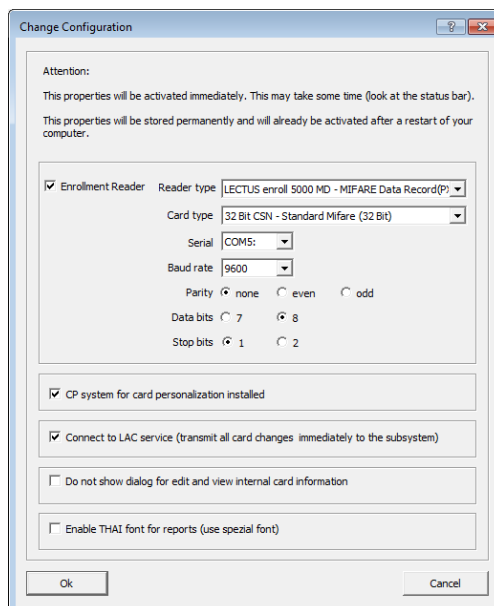 Change Configuration
Attention:
This properties will be activated immediately. This may take some time (look at the status bar).
This properties will be stored permanently and will already be activated after a restart of your
computer.
Enrollment Reader Reader type LECTUS enroll 5000 MD - MIFARE Data Record(P)
Card type 32 Bit CSN - Standard Mifare (32 Bit)
Serial COM5:
Baud rate 9600
Parity none even odd
Data bits 7 8
Stop bits 1 2
CP system for card personalization installed
Connect to LAC service (transmit all card changes immediately to the subsystem)
Do not show dialog for edit and view internal card information
Enable THAI font for reports (use spezial font)
Ok Cancel